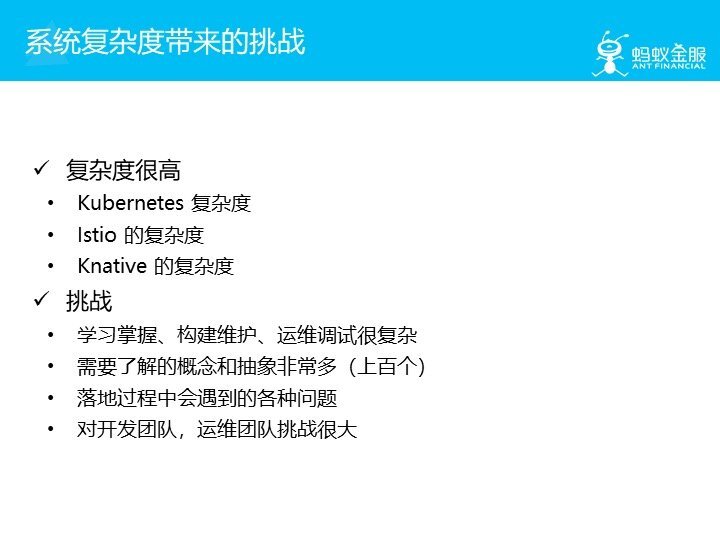 系统复杂度带来的挑战
蚂蚁金服
ANT FINANCIAL
✓ 复杂度很高
• Kubernetes 复杂度
• Istio 的复杂度
• Knative 的复杂度
✓ 挑战
• 学习掌握、构建维护、运维调试很复杂
• 需要了解的概念和抽象非常多（上百个）
• 落地过程中会遇到的各种问题
• 对开发团队，运维团队挑战很大